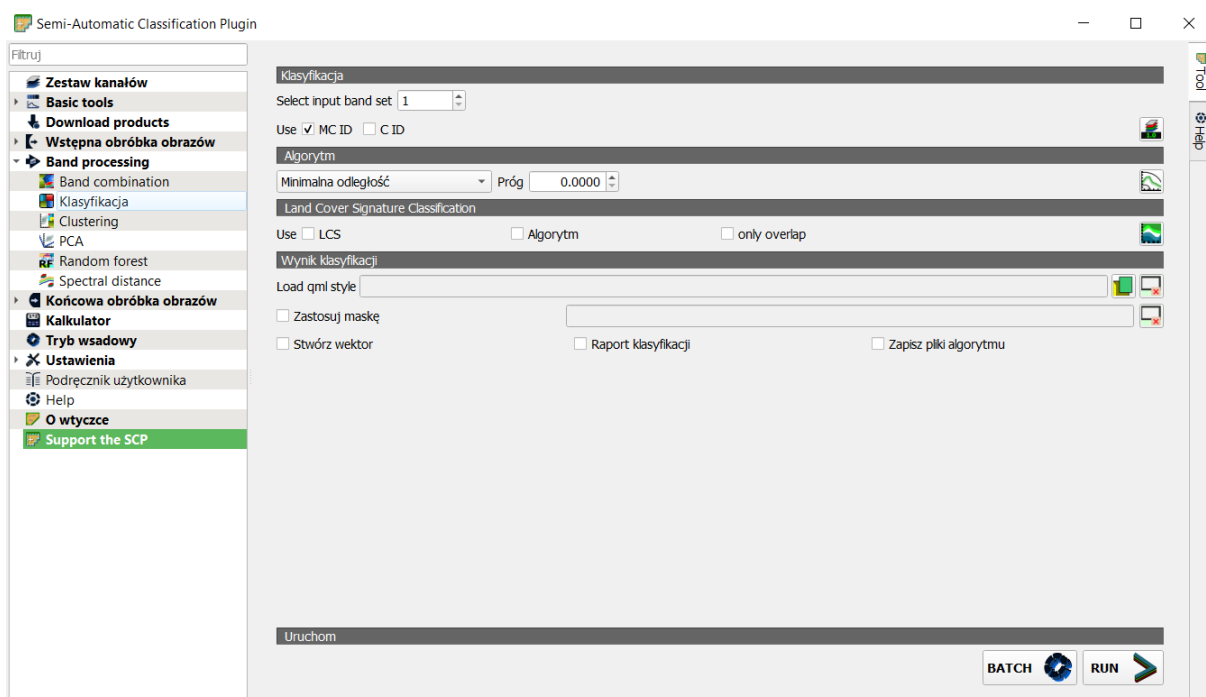 Semi-Automatic Classification Plugin
Filtruj
Zestaw kanałów
Basic tools
Download products
Wstępna obróbka obrazów
Band processing
Band combination
Klasyfikacja
Clustering
PCA
RF Random forest
Spectral distance
Końcowa obróbka obrazów
Kalkulator
Tryb wsadowy
Ustawienia
Podręcznik użytkownika
Help
O wtyczce
Support the SCP
Klasyfikacja
Select input band set 1
Use MC ID C ID
Algorytm
Minimalna odległość Próg 0.0000
Land Cover Signature Classification
Use LCS Algorytm only overlap
Wynik klasyfikacji
Load qml style
Zastosuj maskę
Stwórz wektor Raport klasyfikacji Zapisz pliki algorytmu
Uruchom
BATCH RUN
Tool
Help